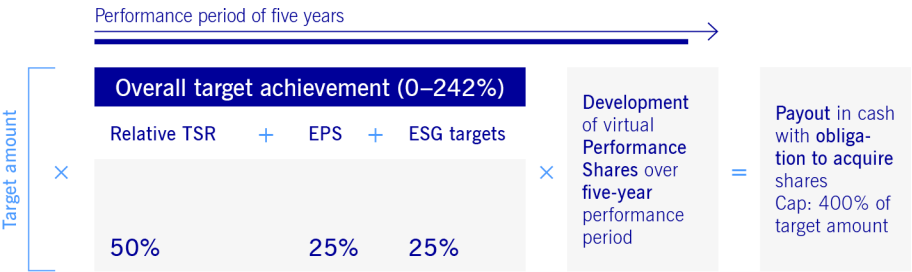 Performance period of five years
Target amount
×
Overall target achievement (0–242%)
Relative TSR + EPS + ESG targets
50% 25% 25%
×
Development
of virtual
Performance
Shares over
five-year
performance
period
=
Payout in cash
with obliga-
tion to acquire
shares
Cap: 400% of
target amount